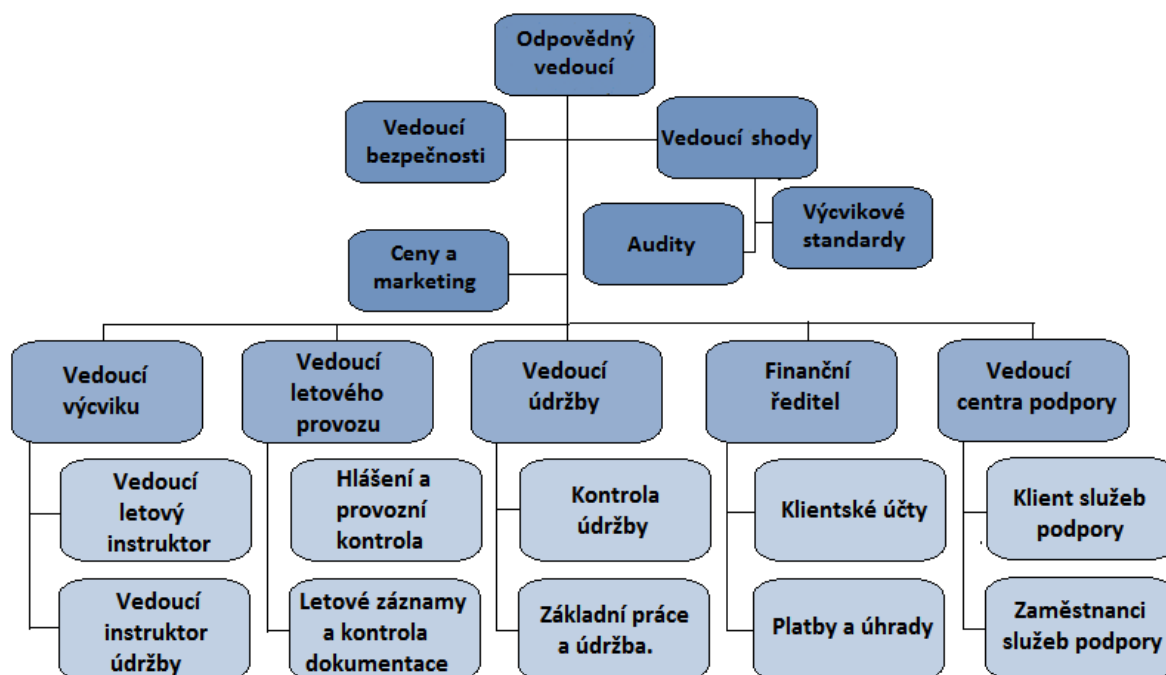 Odpovědný
vedoucí
Vedoucí
bezpečnosti
Vedoucí shody
Audity
Výcvikové
standardy
Ceny a
marketing
Vedoucí
výcviku
Vedoucí
letového
provozu
Vedoucí
údržby
Finanční
ředitel
Vedoucí
centra podpory
Vedoucí
letový
instruktor
Hlášení a
provozní
kontrola
Kontrola
údržby
Klientské účty
Klient služeb
podpory
Vedoucí
instruktor
údržby
Letové záznamy
a kontrola
dokumentace
Základní práce
a údržba.
Platby a úhrady
Zaměstnanci
služeb podpory